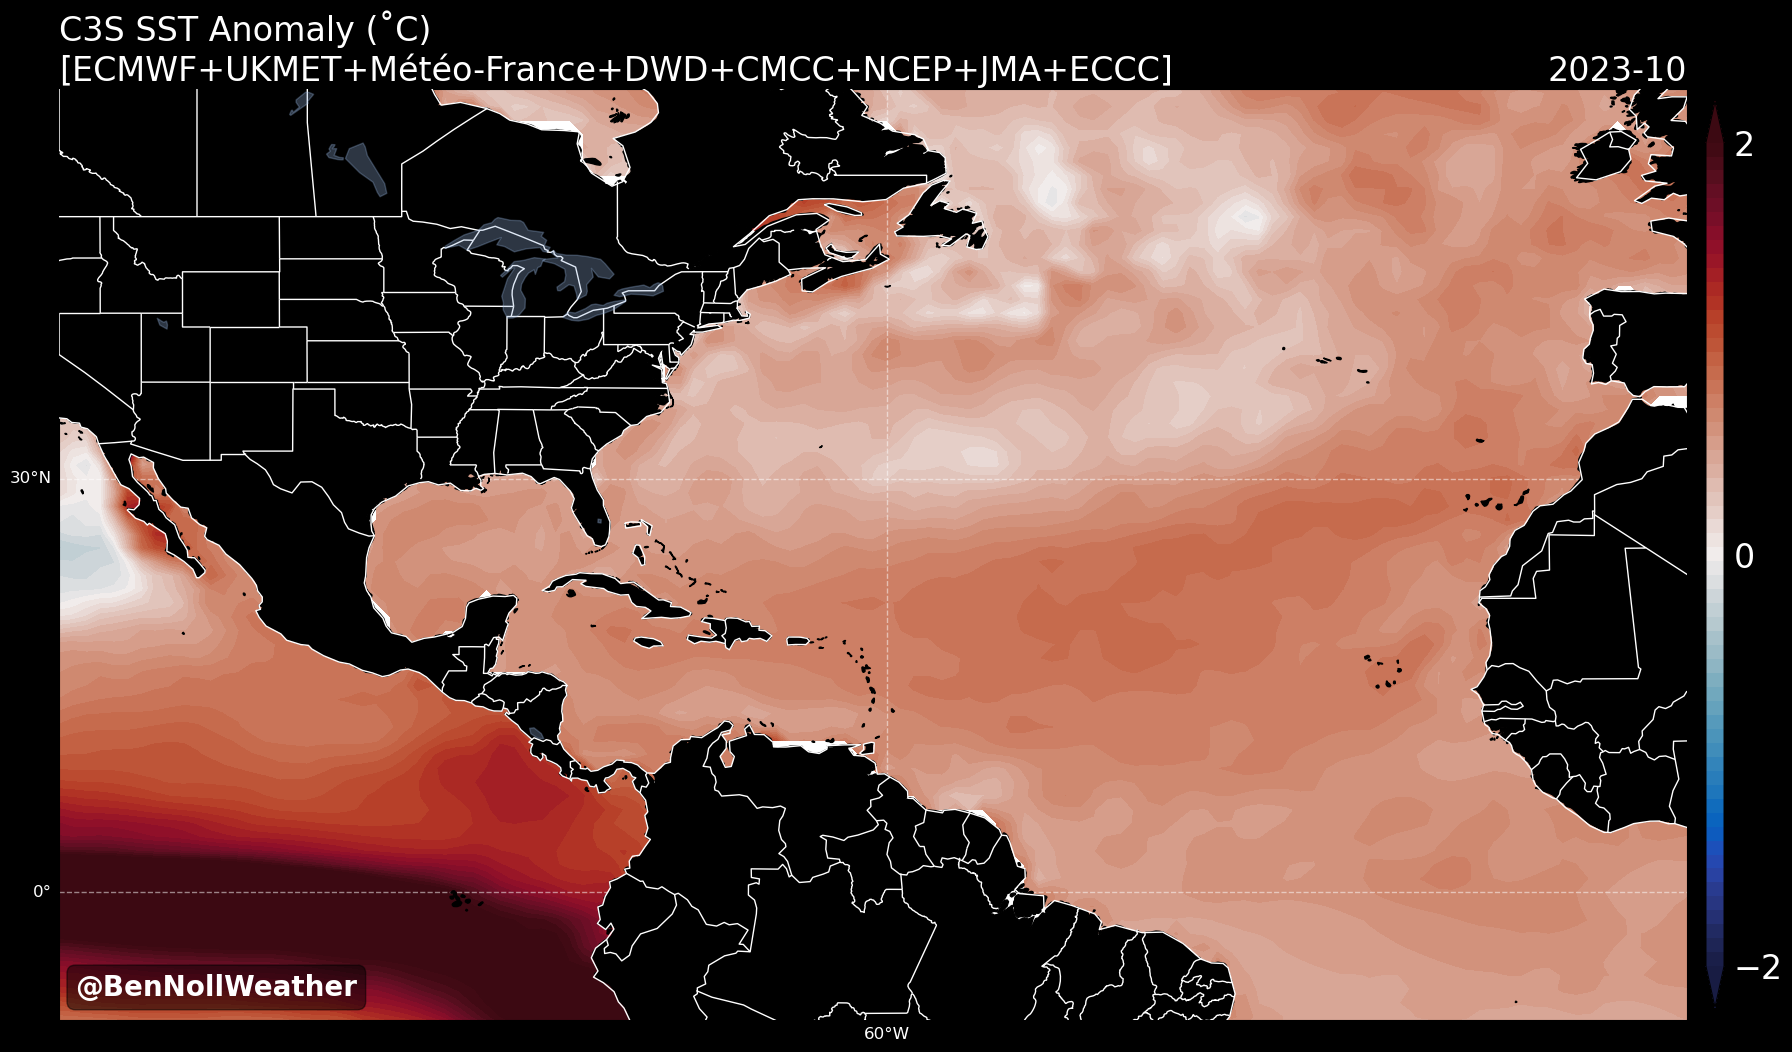 C3S SST Anomaly (˚C)
[ECMWF+UKMET+Météo-France+DWD+CMCC+NCEP+JMA+ECCC]
2023-10
2
0
−2
30°N
0°
60°W
@BenNollWeather